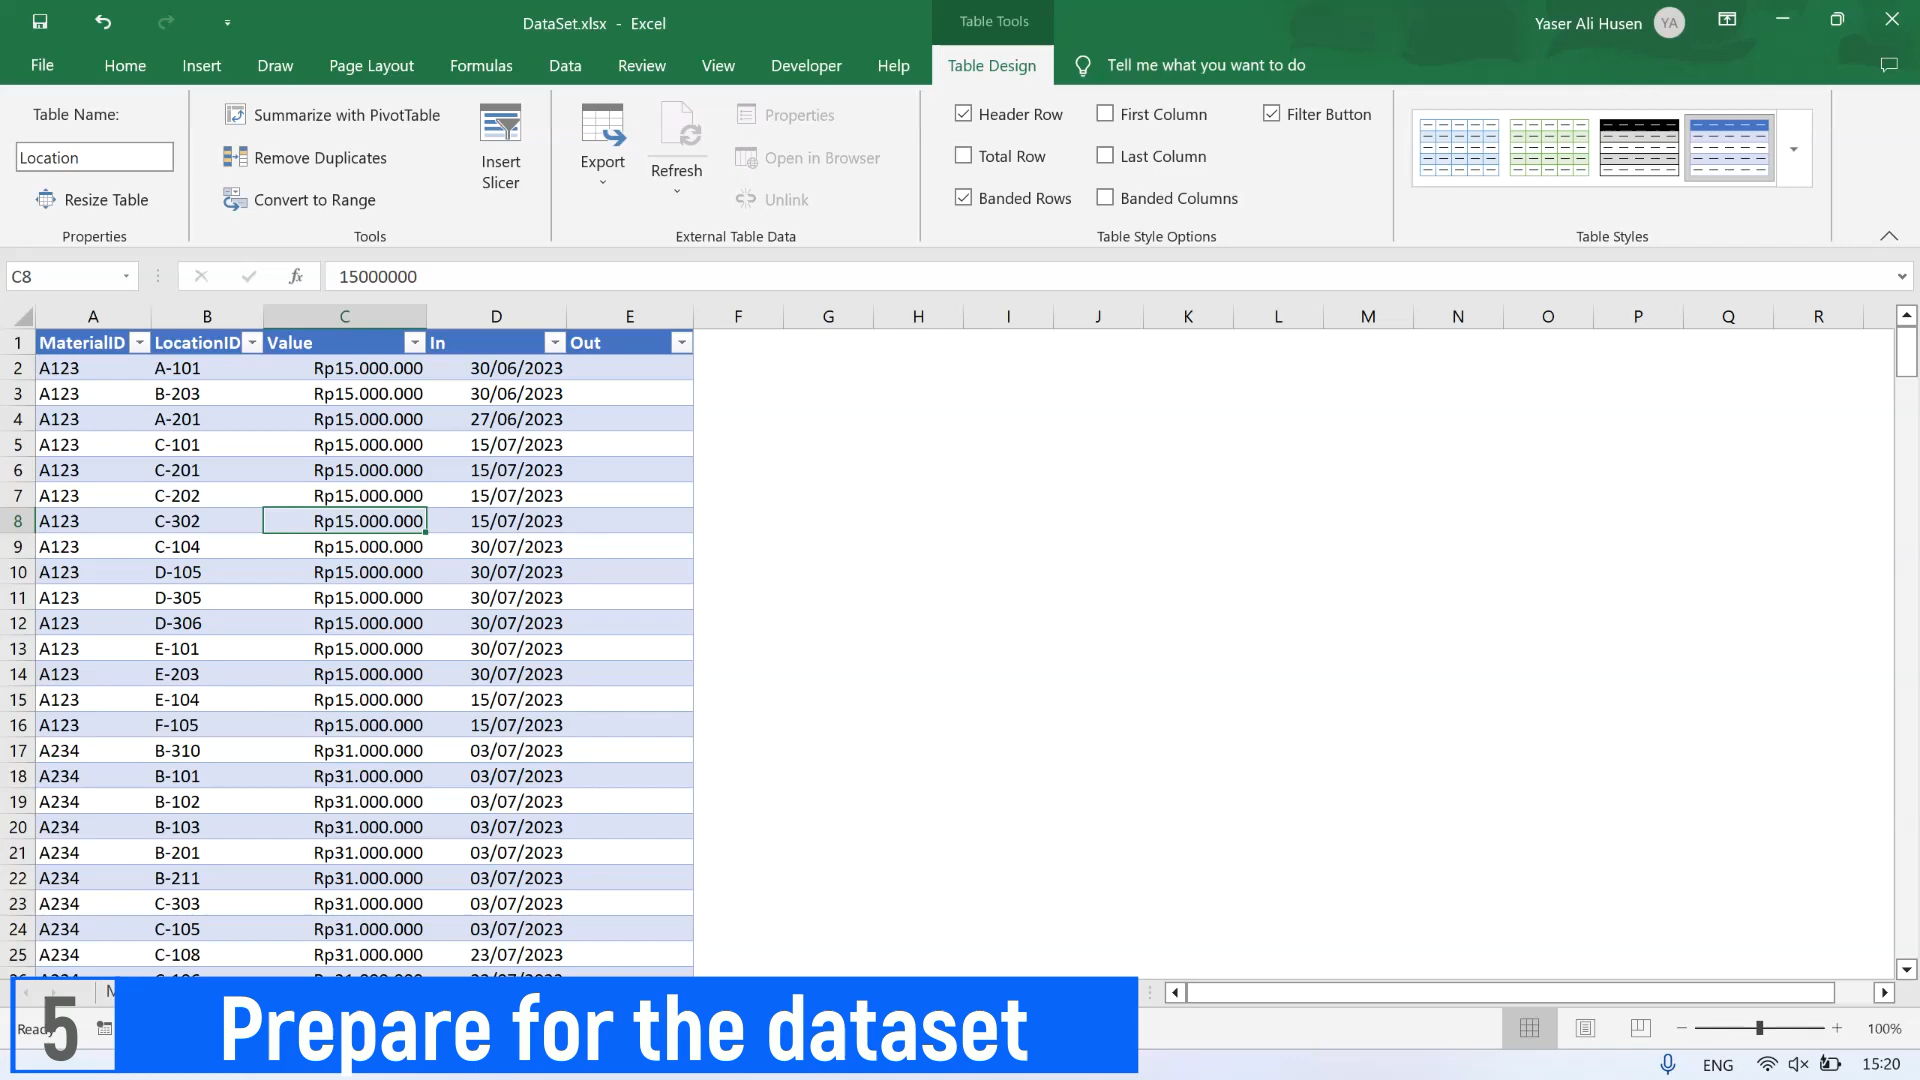 DataSet.xlsx - Excel
Table Tools
Yaser Ali Husen YA
File Home Insert Draw Page Layout Formulas Data Review View Developer Help Table Design Tell me what you want to do
Table Name:
Location
Resize Table
Properties
Summarize with PivotTable
Remove Duplicates
Convert to Range
Insert
Slicer
Tools
Export
Refresh
Properties
Open in Browser
Unlink
External Table Data
Header Row First Column Filter Button
Total Row Last Column
Banded Rows Banded Columns
Table Style Options
Table Styles
C8 fx 15000000
A B C D E F G H I J K L M N O P Q R
1 MaterialID LocationID Value In Out
2 A123 A-101 Rp15.000.000 30/06/2023
3 A123 B-203 Rp15.000.000 30/06/2023
4 A123 A-201 Rp15.000.000 27/06/2023
5 A123 C-101 Rp15.000.000 15/07/2023
6 A123 C-201 Rp15.000.000 15/07/2023
7 A123 C-202 Rp15.000.000 15/07/2023
8 A123 C-302 Rp15.000.000 15/07/2023
9 A123 C-104 Rp15.000.000 30/07/2023
10 A123 D-105 Rp15.000.000 30/07/2023
11 A123 D-305 Rp15.000.000 30/07/2023
12 A123 D-306 Rp15.000.000 30/07/2023
13 A123 E-101 Rp15.000.000 30/07/2023
14 A123 E-203 Rp15.000.000 30/07/2023
15 A123 E-104 Rp15.000.000 15/07/2023
16 A123 F-105 Rp15.000.000 15/07/2023
17 A234 B-310 Rp31.000.000 03/07/2023
18 A234 B-101 Rp31.000.000 03/07/2023
19 A234 B-102 Rp31.000.000 03/07/2023
20 A234 B-103 Rp31.000.000 03/07/2023
21 A234 B-201 Rp31.000.000 03/07/2023
22 A234 B-211 Rp31.000.000 03/07/2023
23 A234 C-303 Rp31.000.000 03/07/2023
24 A234 C-105 Rp31.000.000 03/07/2023
25 A234 C-108 Rp31.000.000 23/07/2023
5 Prepare for the dataset
100%
ENG 15:20